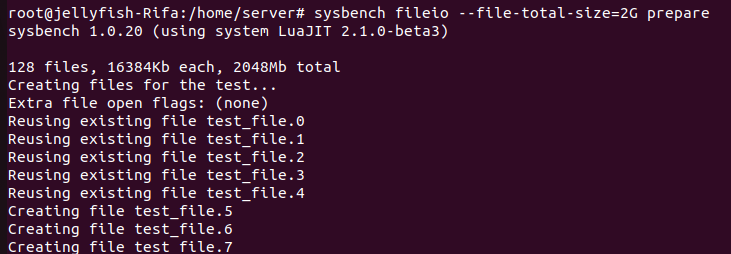 root@jellyfish-Rifa:/home/server# sysbench fileio --file-total-size=2G prepare
sysbench 1.0.20 (using system LuaJIT 2.1.0-beta3)
128 files, 16384Kb each, 2048Mb total
Creating files for the test...
Extra file open flags: (none)
Reusing existing file test_file.0
Reusing existing file test_file.1
Reusing existing file test_file.2
Reusing existing file test_file.3
Reusing existing file test_file.4
Creating file test_file.5
Creating file test_file.6
Creating file test_file.7